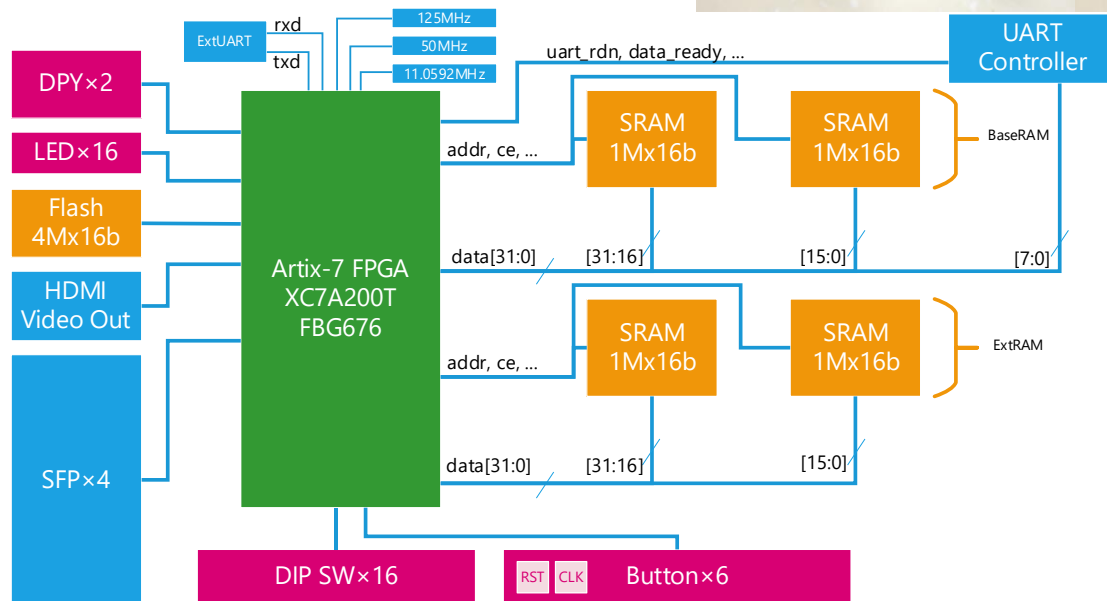 125MHz
rxd
ExtUART
50MHz
txd
11.0592MHz
uart_rdn, data_ready, ...
UART
Controller
DPY×2
LED×16
Flash
4Mx16b
HDMI
Video Out
SFP×4
Artix-7 FPGA
XC7A200T
FBG676
addr, ce, ...
SRAM
1Mx16b
SRAM
1Mx16b
BaseRAM
data[31:0]
[31:16]
[15:0]
[7:0]
addr, ce, ...
SRAM
1Mx16b
SRAM
1Mx16b
ExtRAM
data[31:0]
[31:16]
[15:0]
DIP SW×16
RST
CLK
Button×6